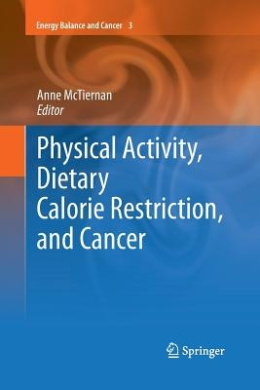 Energy Balance and Cancer 3
Anne McTiernan
Editor
Physical Activity,
Dietary
Calorie Restriction,
and Cancer
Springer